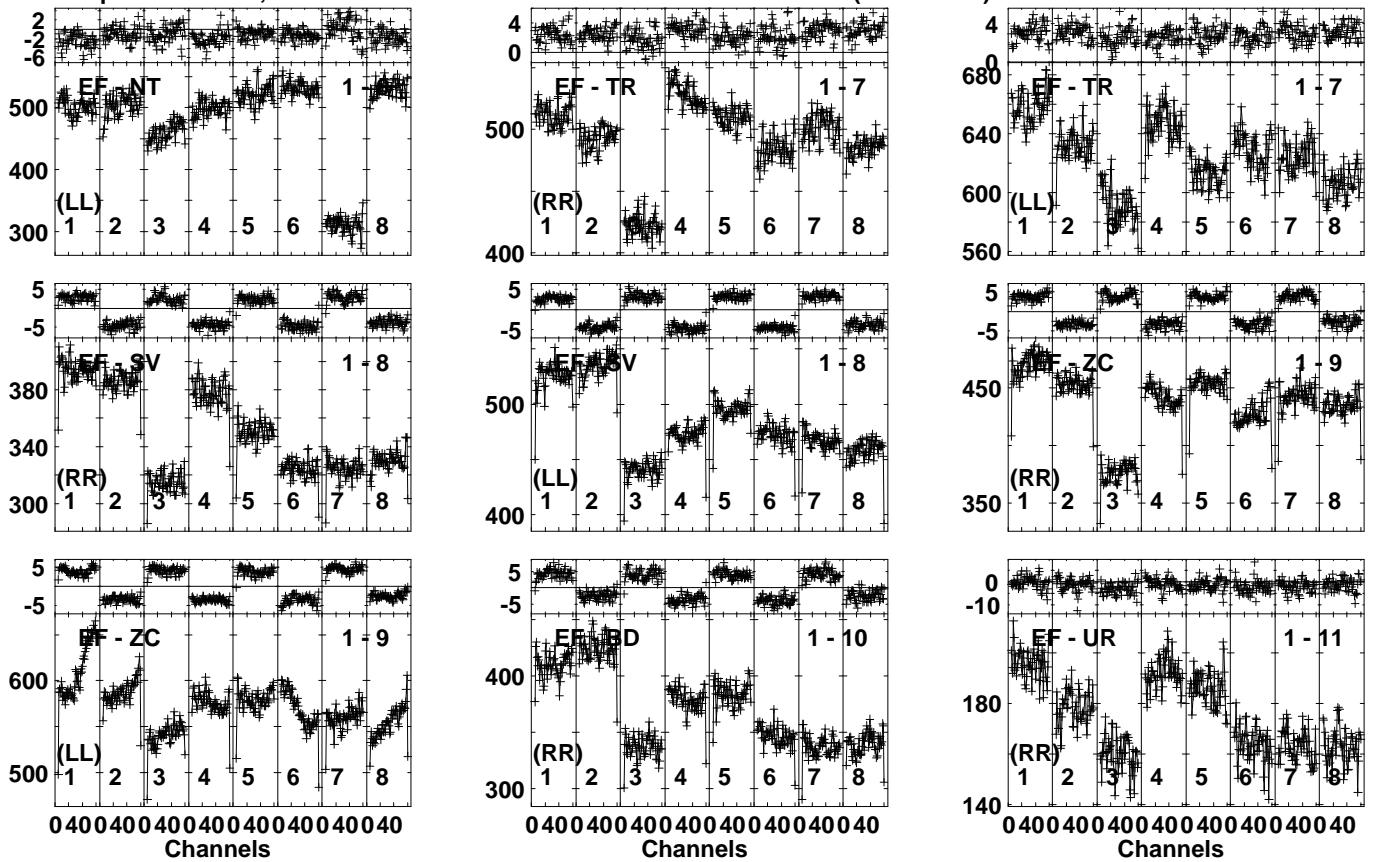 2 4 4
-2 0
-6 0
EF - NT 1 - EF - TR 1 - 7 680 EF - TR 1 - 7
500 500 640
400
(LL) (RR) 600 (LL)
300 1 2 3 4 5 6 8 1 2 4 5 6 7 8 1 2 3 4 5 6 7 8
400 560
5 5 5
-5 -5 -5
EF - SV 1 - 8 EF - SV 1 - 8 EF - ZC 1 - 9
380 500 450
340
(RR) (LL) (RR)
300 1 2 3 4 5 6 7 8 1 2 3 4 5 6 7 8 350 1 2 3 4 5 6 7 8
400
5 5 0
-5 -5 -10
EF - ZC 1 - 9 EF - BD 1 - 10 EF - UR 1 - 11
600 400 180
(LL) (RR) (RR)
500 1 2 3 4 5 6 7 8 300 1 2 3 4 5 6 7 8 140 1 2 3 4 5 6 7 8
0 40 0 40 0 40 0 40 0 40 0 40 0 40 0 40 0 40 0 40 0 40 0 40 0 40 0 40 0 40 0 40 0 40 0 40 0 40 0 40 0 40 0 40 0 40 0 40
Channels Channels Channels